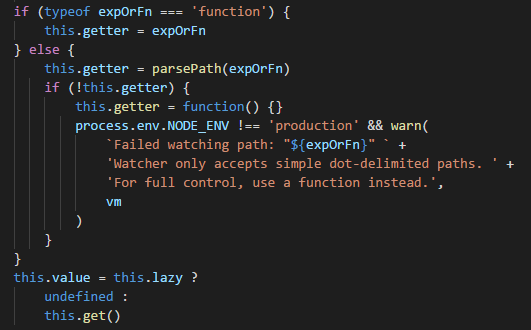 if (typeof expOrFn === 'function') {
this.getter = expOrFn
} else {
this.getter = parsePath(expOrFn)
if (!this.getter) {
this.getter = function() {}
process.env.NODE_ENV !== 'production' && warn(
`Failed watching path: "${expOrFn}" ` +
'Watcher only accepts simple dot-delimited paths. ' +
'For full control, use a function instead.',
vm
)
}
}
this.value = this.lazy ?
undefined :
this.get()